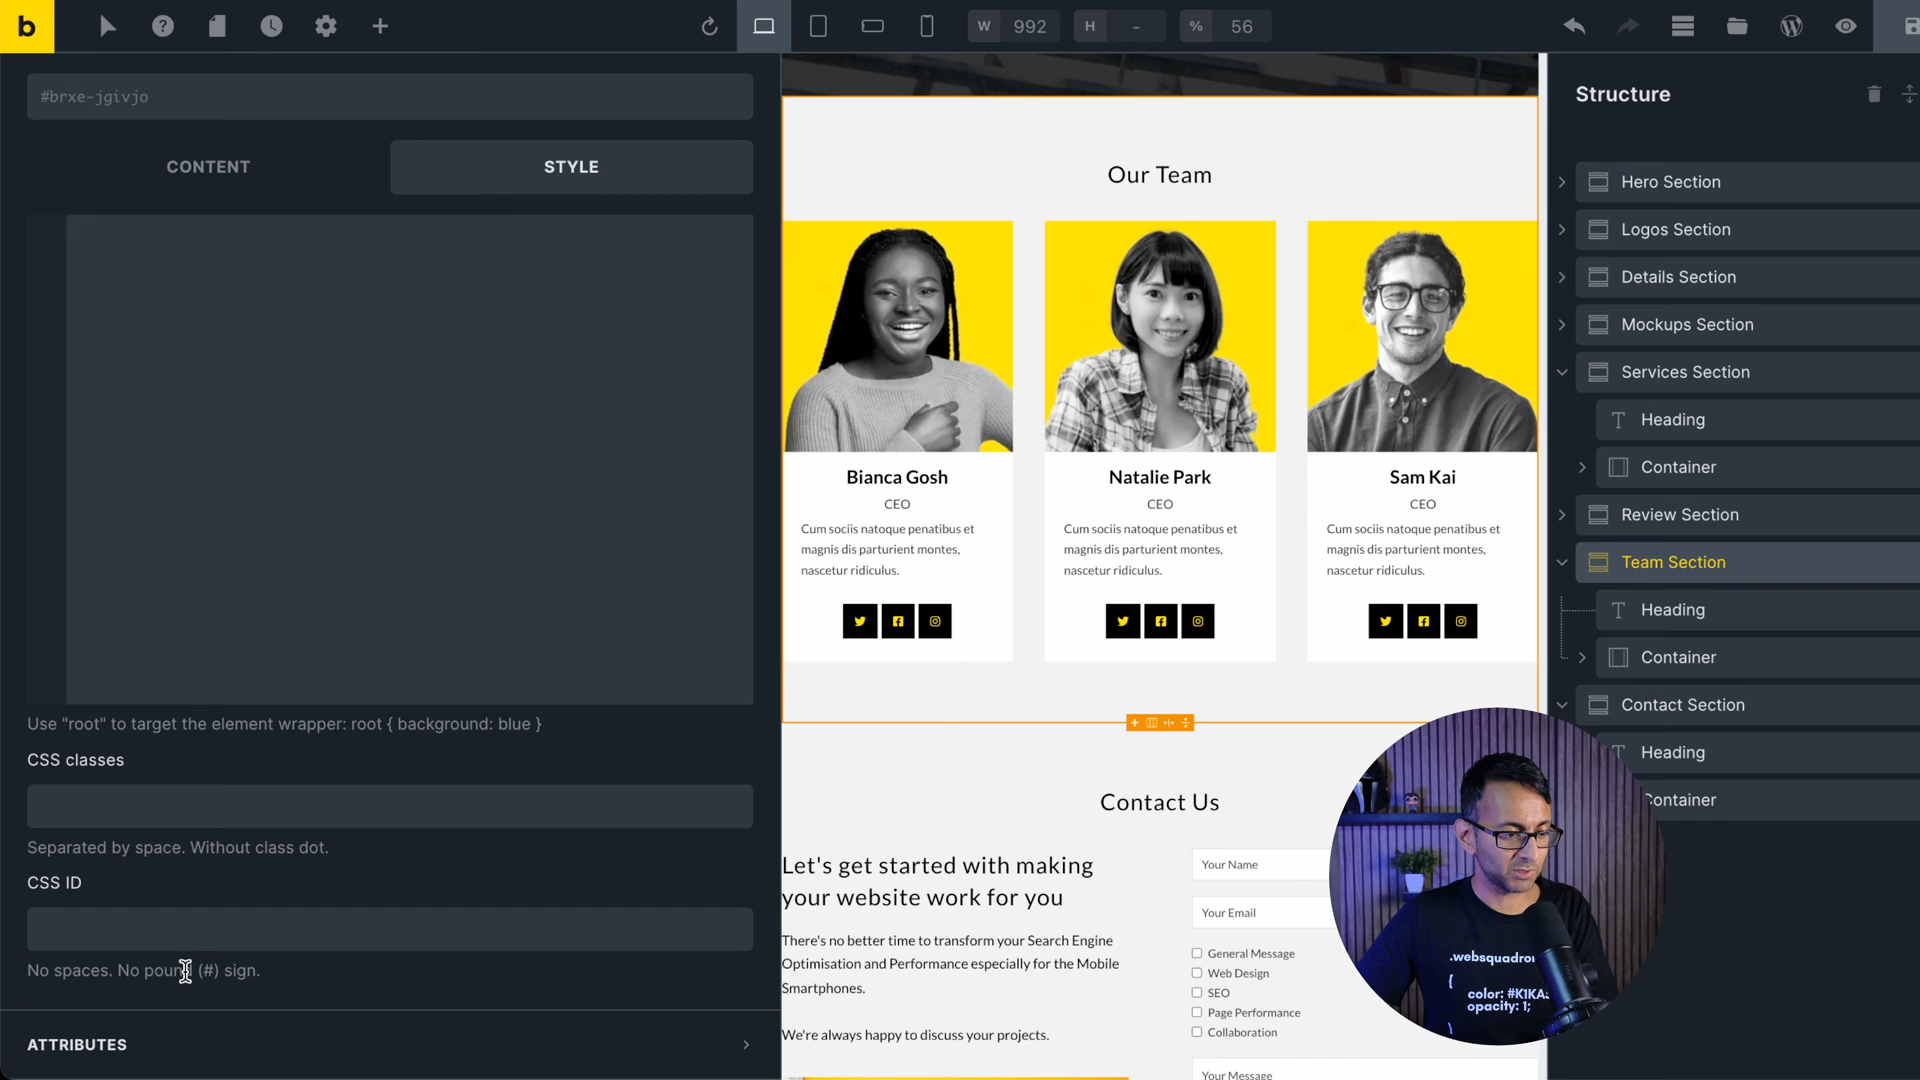 b
W 992
H -
% 56
#brxe-jgivjo
CONTENT
STYLE
Use "root" to target the element wrapper: root { background: blue }
CSS classes
Separated by space. Without class dot.
CSS ID
No spaces. No pound (#) sign.
ATTRIBUTES
Our Team
Bianca Gosh
CEO
Cum sociis natoque penatibus et
magnis dis parturient montes,
nascetur ridiculus.
Natalie Park
CEO
Cum sociis natoque penatibus et
magnis dis parturient montes,
nascetur ridiculus.
Sam Kai
CEO
Cum sociis natoque penatibus et
magnis dis parturient montes,
nascetur ridiculus.
Contact Us
Let's get started with making
your website work for you
There's no better time to transform your Search Engine
Optimisation and Performance especially for the Mobile
Smartphones.
We're always happy to discuss your projects.
Your Name
Your Email
General Message
Web Design
SEO
Page Performance
Collaboration
Your Message
.websquadron
{
color: #K1KAS
opacity: 1;
}
Structure
Hero Section
Logos Section
Details Section
Mockups Section
Services Section
Heading
Container
Review Section
Team Section
Heading
Container
Contact Section
Heading
Container